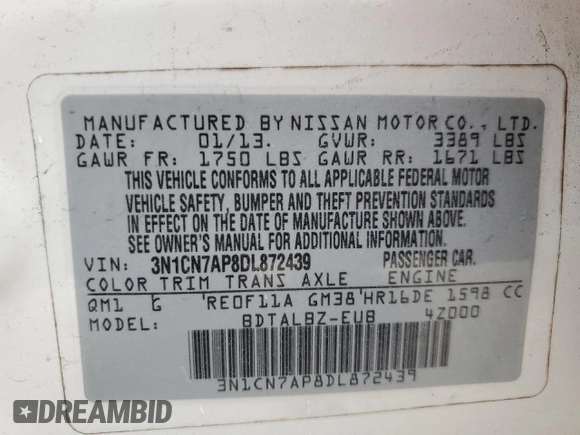 MANUFACTURED BY NISSAN MOTOR CO., LTD.
DATE: 01/13. GVWR: 3389 LBS
GAWR FR: 1750 LBS GAWR RR: 1671 LBS
THIS VEHICLE CONFORMS TO ALL APPLICABLE FEDERAL MOTOR
VEHICLE SAFETY, BUMPER AND THEFT PREVENTION STANDARDS
IN EFFECT ON THE DATE OF MANUFACTURE SHOWN ABOVE.
SEE OWNER'S MANUAL FOR ADDITIONAL INFORMATION.
VIN: 3N1CN7AP8DL872439 PASSENGER CAR.
COLOR TRIM TRANS AXLE ENGINE
QM1 G 'RE0F11A GM38'HR16DE 1598 CC
MODEL: BDTALBZ-EUB 4Z000
3N1CN7AP8DL872439
DREAMBID